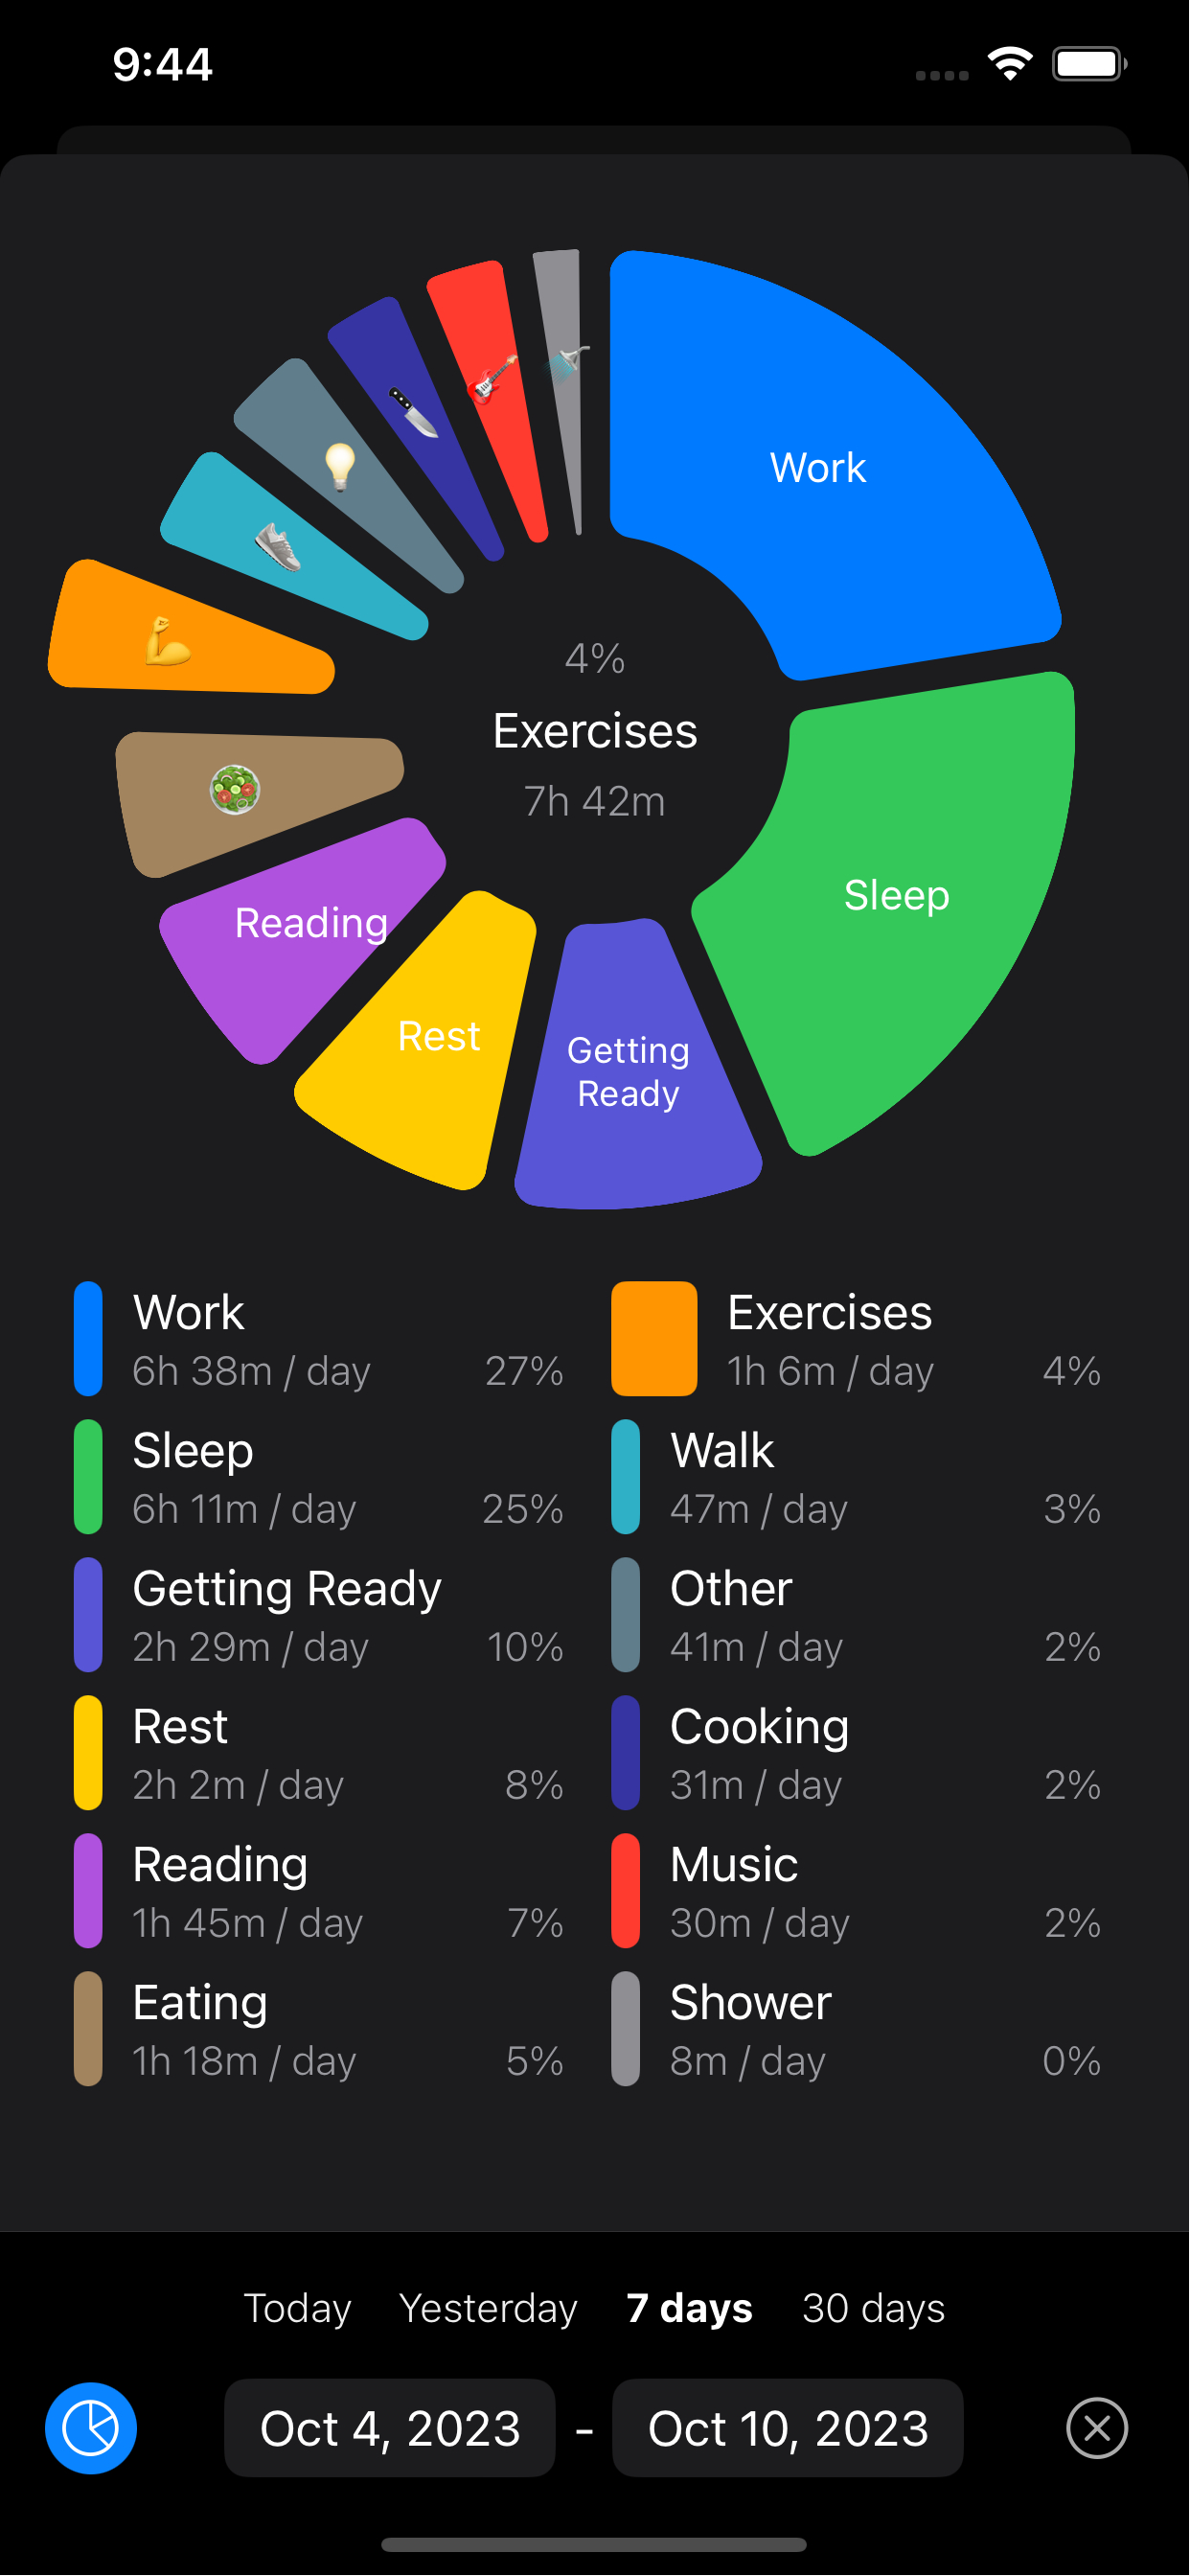 9:44
Work
4%
Exercises
7h 42m
Sleep
Reading
Rest
Getting
Ready
Work
6h 38m / day 27%
Sleep
6h 11m / day 25%
Getting Ready
2h 29m / day 10%
Rest
2h 2m / day 8%
Reading
1h 45m / day 7%
Eating
1h 18m / day 5%
Exercises
1h 6m / day 4%
Walk
47m / day 3%
Other
41m / day 2%
Cooking
31m / day 2%
Music
30m / day 2%
Shower
8m / day 0%
Today Yesterday 7 days 30 days
Oct 4, 2023 - Oct 10, 2023